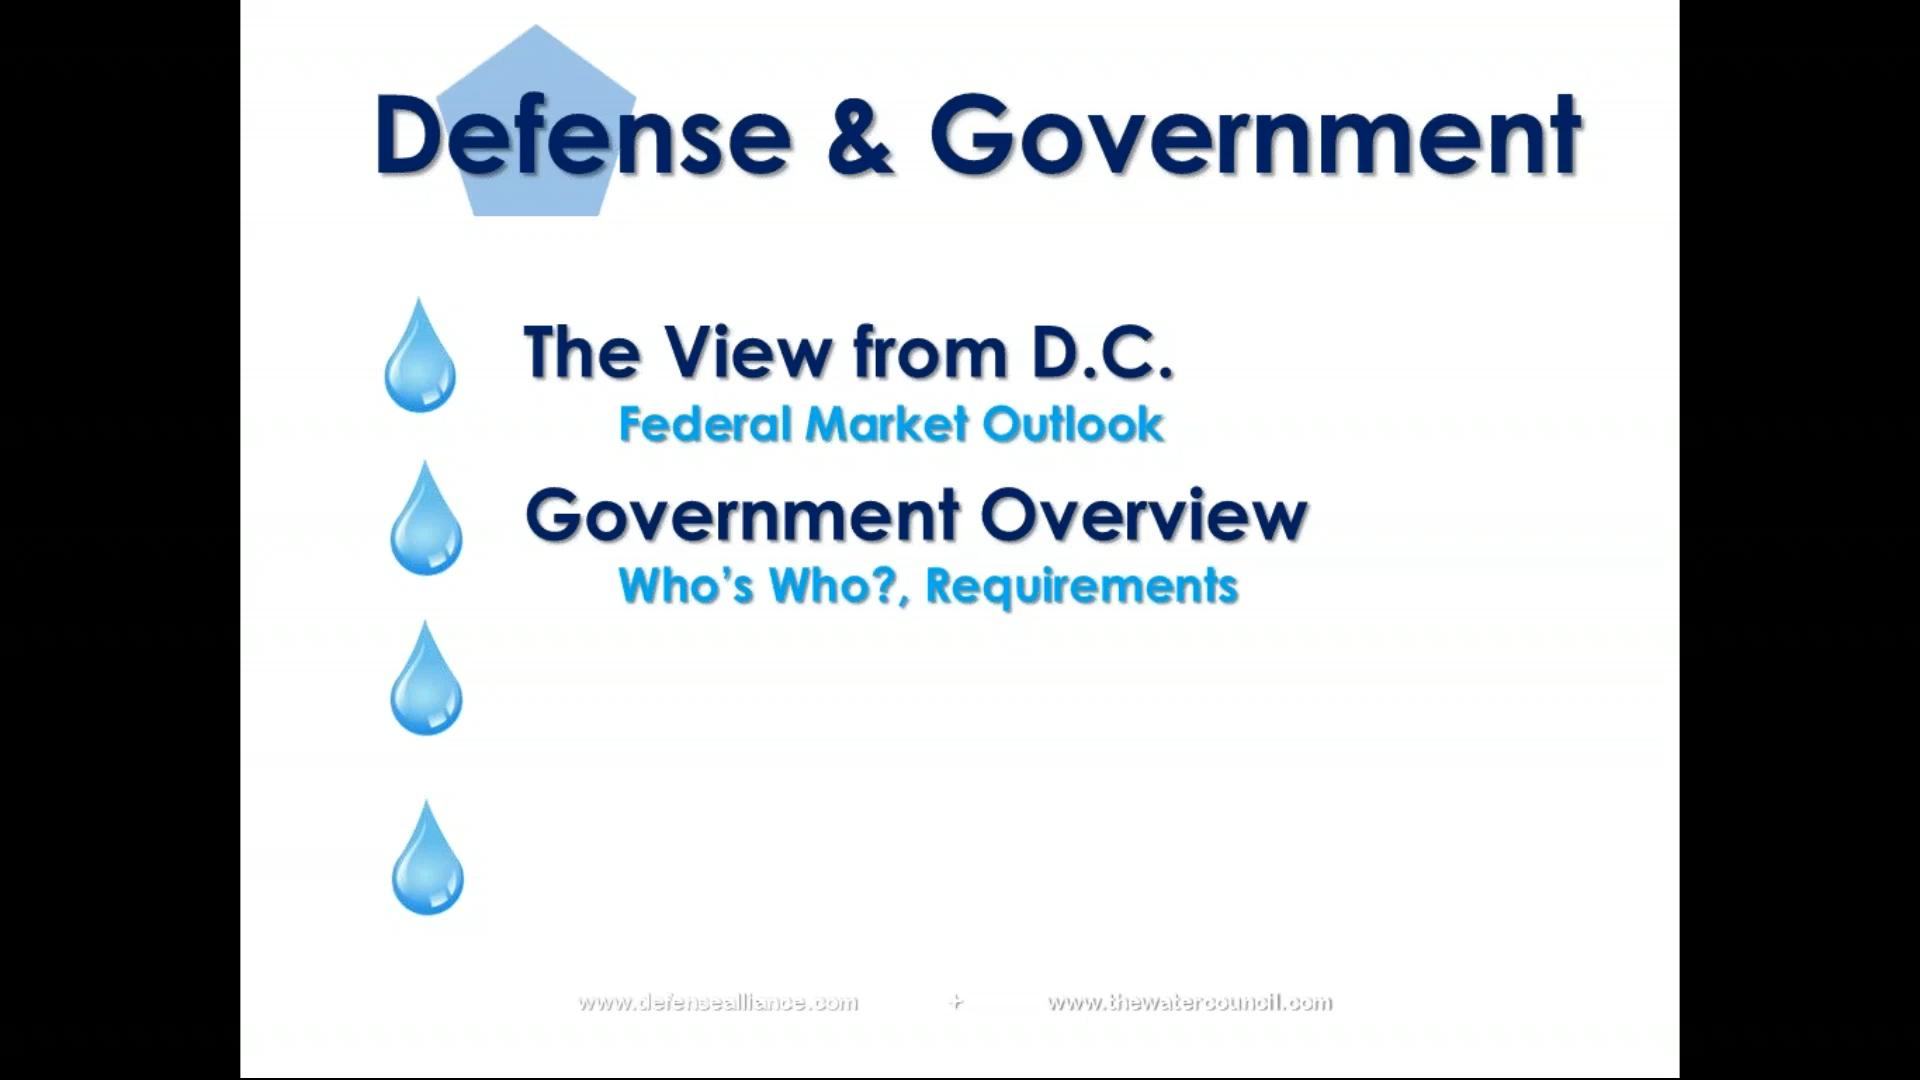 Defense & Government
The View from D.C.
Federal Market Outlook
Government Overview
Who’s Who?, Requirements
www.defensealliance.com + www.thewatercouncil.com